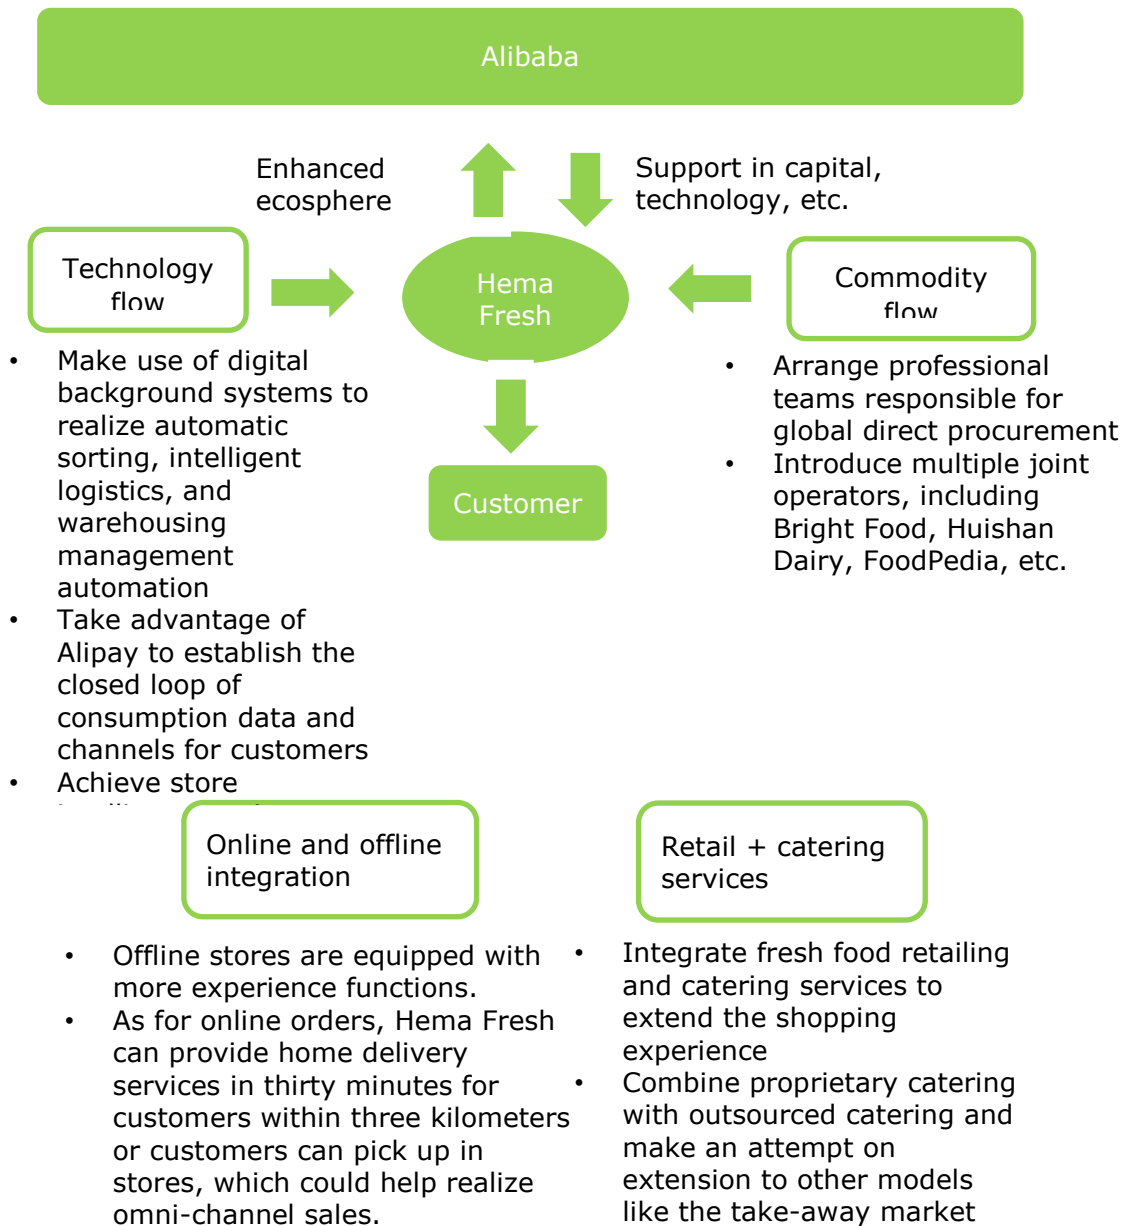 Alibaba
Enhanced
ecosphere
Support in capital,
technology, etc.
Technology
flow
Hema
Fresh
Commodity
flow
• Make use of digital
background systems to
realize automatic
sorting, intelligent
logistics, and
warehousing
management
automation
• Take advantage of
Alipay to establish the
closed loop of
consumption data and
channels for customers
• Achieve store
• Arrange professional
teams responsible for
global direct procurement
• Introduce multiple joint
operators, including
Bright Food, Huishan
Dairy, FoodPedia, etc.
Customer
Online and offline
integration
• Offline stores are equipped with
more experience functions.
• As for online orders, Hema Fresh
can provide home delivery
services in thirty minutes for
customers within three kilometers
or customers can pick up in
stores, which could help realize
omni-channel sales.
Retail + catering
services
• Integrate fresh food retailing
and catering services to
extend the shopping
experience
• Combine proprietary catering
with outsourced catering and
make an attempt on
extension to other models
like the take-away market